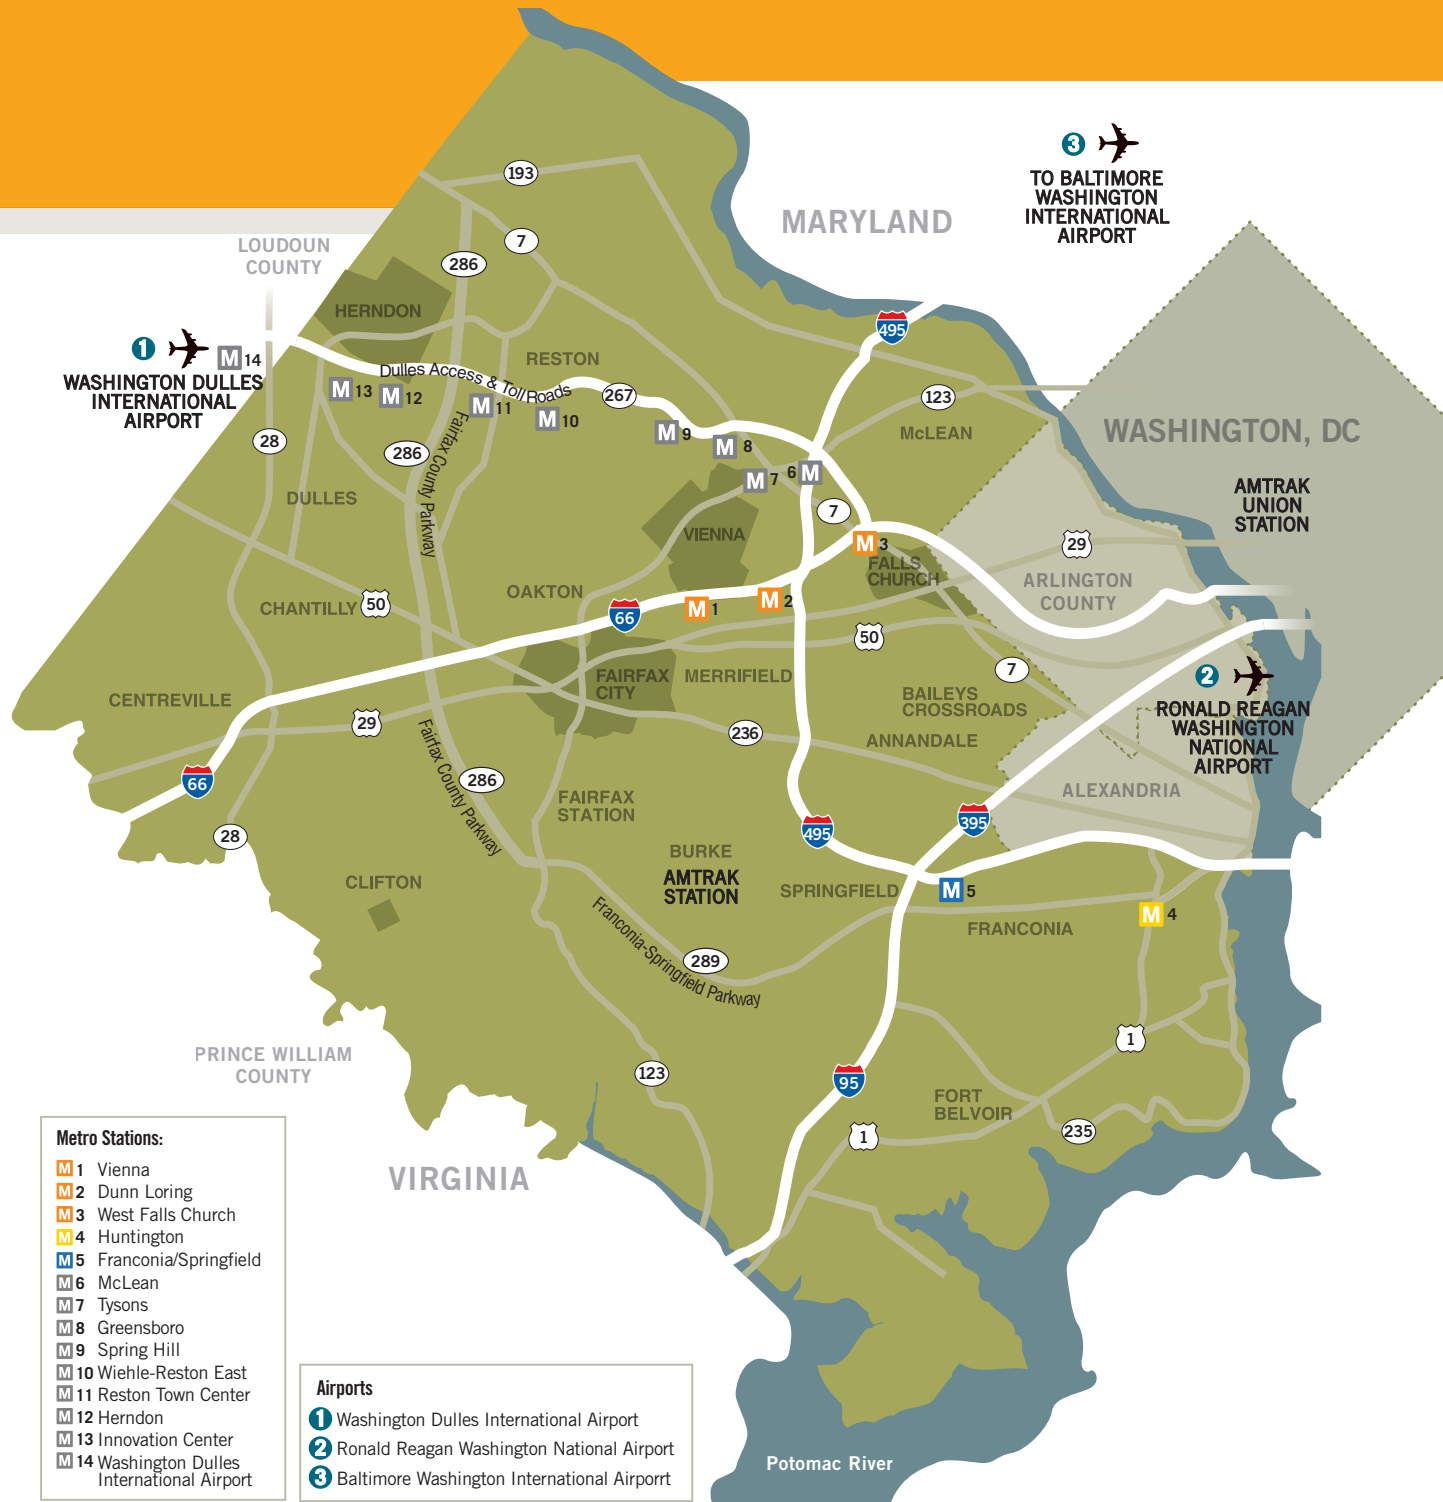 193
7
286
MARYLAND
3
TO BALTIMORE
WASHINGTON
INTERNATIONAL
AIRPORT
LOUDOUN
COUNTY
HERNDON
495
1
M 14
WASHINGTON DULLES
INTERNATIONAL
AIRPORT
RESTON
Dulles Access & Toll Roads
M 13
M 12
M 11
M 10
267
123
McLEAN
WASHINGTON, DC
28
286
Fairfax County Parkway
M 9
M 8
M 7
6 M
DULLES
7
AMTRAK
UNION
STATION
VIENNA
M 3
FALLS
CHURCH
29
ARLINGTON
COUNTY
OAKTON
CHANTILLY
50
66
M 1
M 2
50
7
FAIRFAX
CITY
MERRIFIELD
2
CENTREVILLE
BAILEYS
CROSSROADS
RONALD REAGAN
WASHINGTON
NATIONAL
AIRPORT
29
236
ANNANDALE
66
Fairfax County Parkway
286
FAIRFAX
STATION
ALEXANDRIA
495
395
28
BURKE
AMTRAK
STATION
CLIFTON
SPRINGFIELD
M 5
M 4
FRANCONIA
Franconia-Springfield Parkway
289
1
PRINCE WILLIAM
COUNTY
123
95
FORT
BELVOIR
1
235
VIRGINIA
Metro Stations:
M 1 Vienna
M 2 Dunn Loring
M 3 West Falls Church
M 4 Huntington
M 5 Franconia/Springfield
M 6 McLean
M 7 Tysons
M 8 Greensboro
M 9 Spring Hill
M 10 Wiehle-Reston East
M 11 Reston Town Center
M 12 Herndon
M 13 Innovation Center
M 14 Washington Dulles
International Airport
Airports
1 Washington Dulles International Airport
2 Ronald Reagan Washington National Airport
3 Baltimore Washington International Airporrt
Potomac River